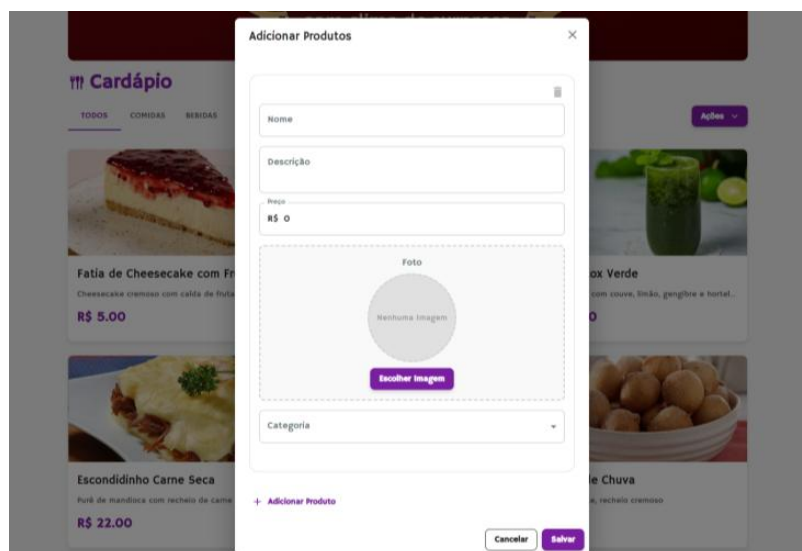 Adicionar Produtos
Cardápio
TODOS COMIDAS BEBIDAS
Ações
Nome
Descrição
Preço
R$ 0
Foto
Nenhuma Imagem
Escolher Imagem
Categoria
+ Adicionar Produto
Cancelar Salvar
Fatia de Cheesecake com Fr
Cheesecake cremoso com calda de fruta
R$ 5.00
ox Verde
com couve, limão, gengibre e hortel...
0
Escondidinho Carne Seca
Purê de mandioca com recheio de carne
R$ 22.00
de Chuva
a, recheio cremoso